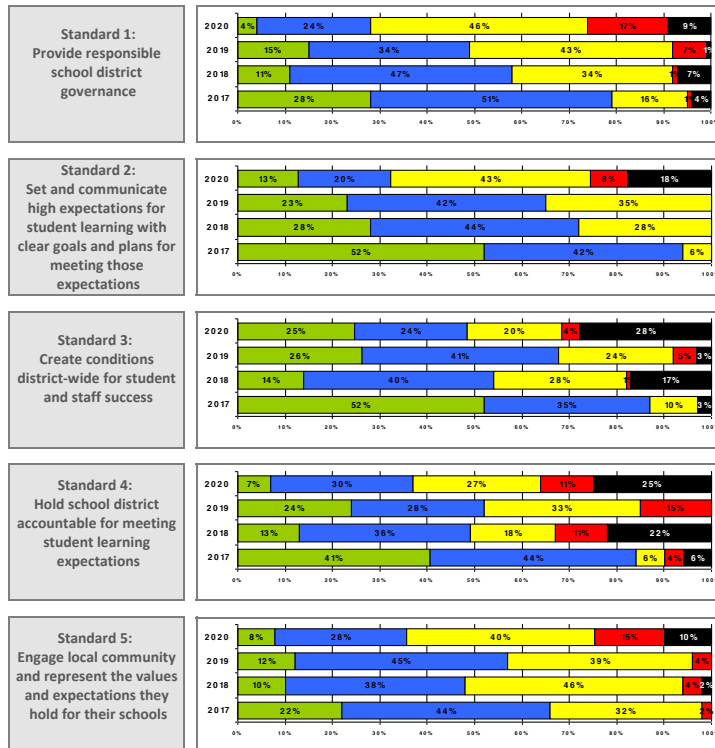 Standard 1:
Provide responsible
school district
governance
2020 4% 24% 46% 17% 9%
2019 15% 34% 43% 7% 1%
2018 11% 47% 34% 1% 7%
2017 28% 51% 16% 1% 4%
0% 10% 20% 30% 40% 50% 60% 70% 80% 90% 100%
Standard 2:
Set and communicate
high expectations for
student learning with
clear goals and plans for
meeting those
expectations
2020 13% 20% 43% 8% 18%
2019 23% 42% 35%
2018 28% 44% 28%
2017 52% 42% 6%
0% 10% 20% 30% 40% 50% 60% 70% 80% 90% 100%
Standard 3:
Create conditions
district-wide for student
and staff success
2020 25% 24% 20% 4% 28%
2019 26% 41% 24% 5% 3%
2018 14% 40% 28% 1% 17%
2017 52% 35% 10% 3%
0% 10% 20% 30% 40% 50% 60% 70% 80% 90% 100%
Standard 4:
Hold school district
accountable for meeting
student learning
expectations
2020 7% 30% 27% 11% 25%
2019 24% 28% 33% 15%
2018 13% 36% 18% 11% 22%
2017 41% 44% 6% 4% 6%
0% 10% 20% 30% 40% 50% 60% 70% 80% 90% 100%
Standard 5:
Engage local community
and represent the values
and expectations they
hold for their schools
2020 8% 28% 40% 15% 10%
2019 12% 45% 39% 4%
2018 10% 38% 46% 4% 2%
2017 22% 44% 32% 2%
0% 10% 20% 30% 40% 50% 60% 70% 80% 90% 100%